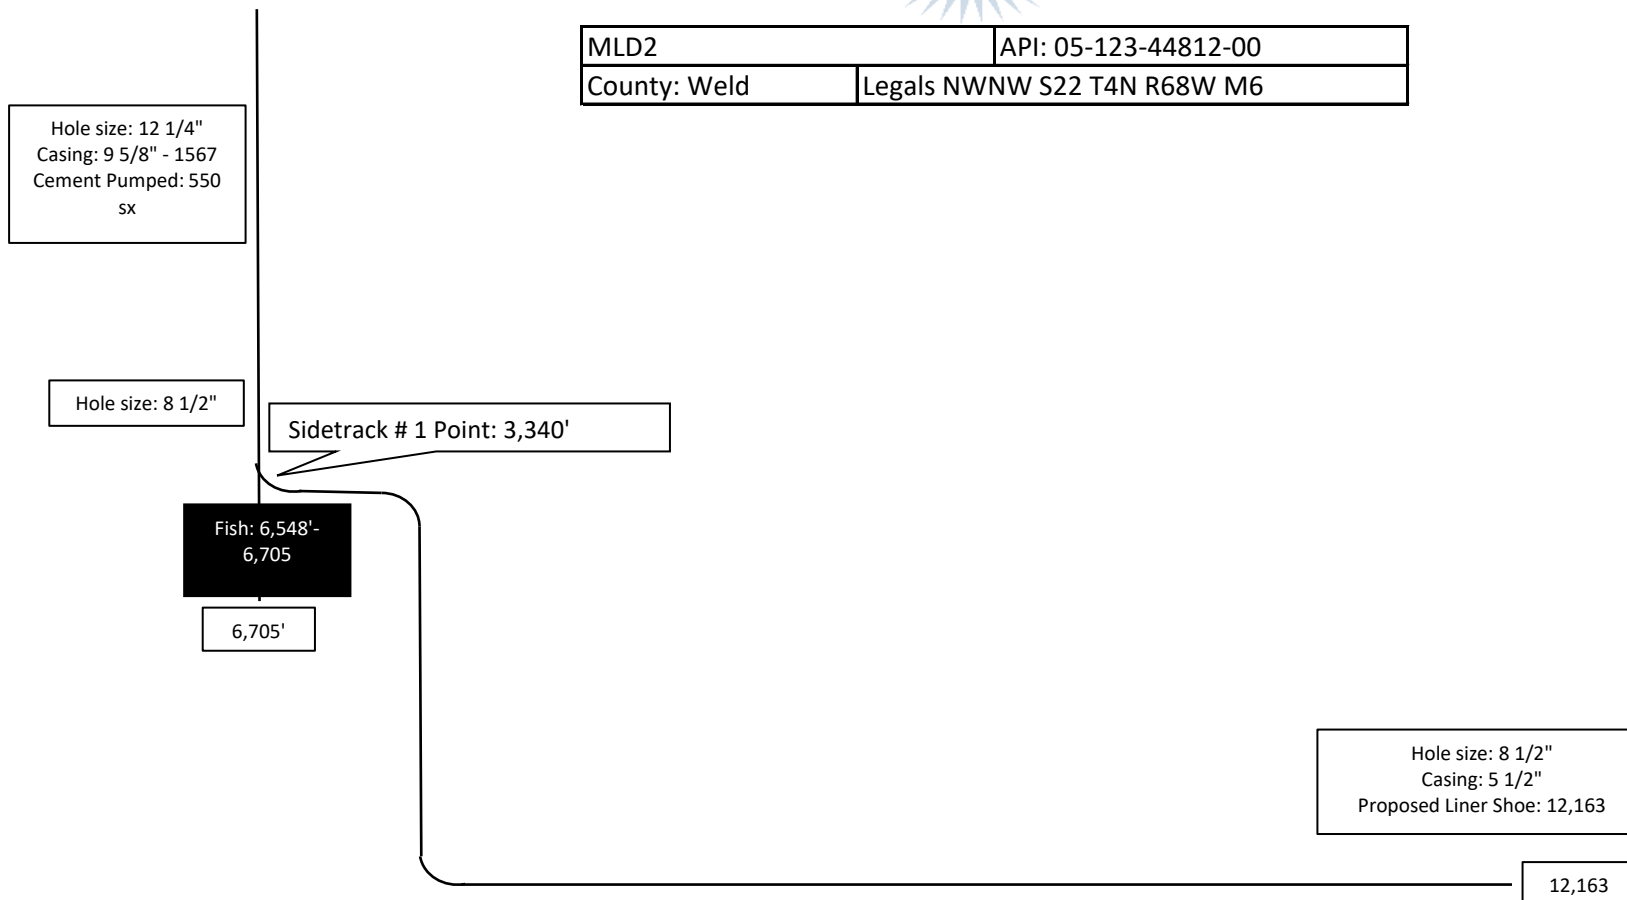 MLD2 API: 05-123-44812-00
County: Weld Legals NWNW S22 T4N R68W M6
Hole size: 12 1/4"
Casing: 9 5/8" - 1567
Cement Pumped: 550
sx
Hole size: 8 1/2"
Sidetrack # 1 Point: 3,340'
Fish: 6,548'-
6,705
6,705'
Hole size: 8 1/2"
Casing: 5 1/2"
Proposed Liner Shoe: 12,163
12,163